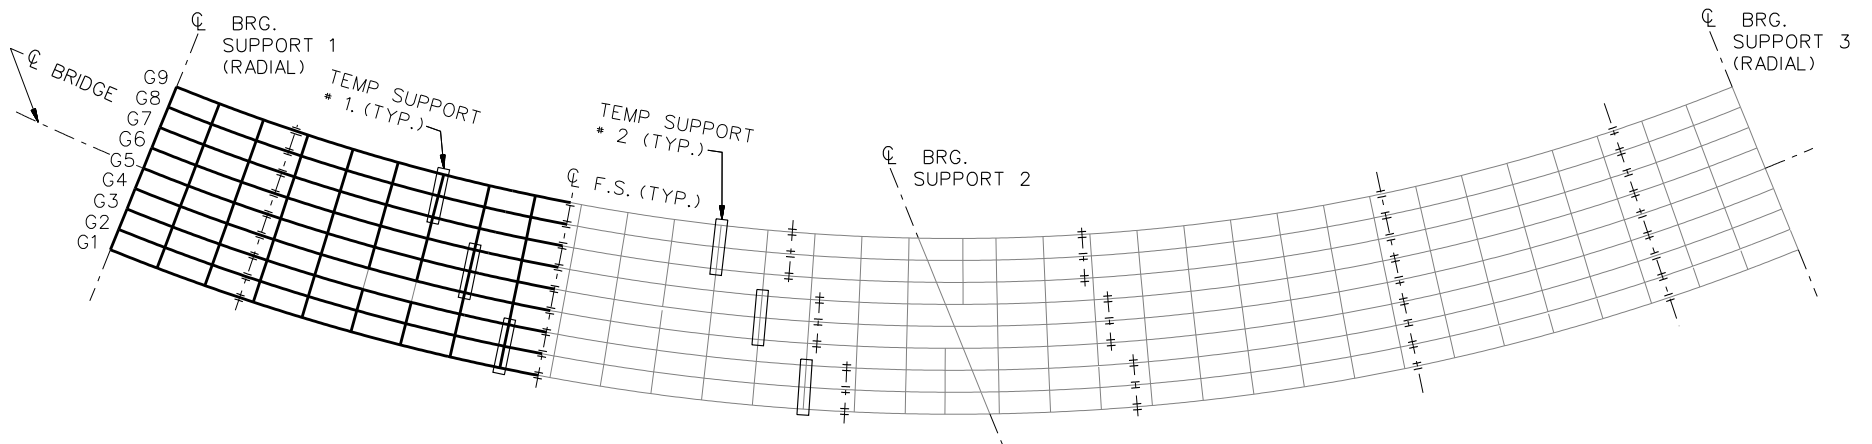 ℄ BRG.
SUPPORT 1
(RADIAL)
℄ BRIDGE
G9
G8
G7
G6
G5
G4
G3
G2
G1
TEMP SUPPORT
* 1. (TYP.)
TEMP SUPPORT
* 2 (TYP.)
℄ F.S. (TYP.)
℄ BRG.
SUPPORT 2
℄ BRG.
SUPPORT 3
(RADIAL)